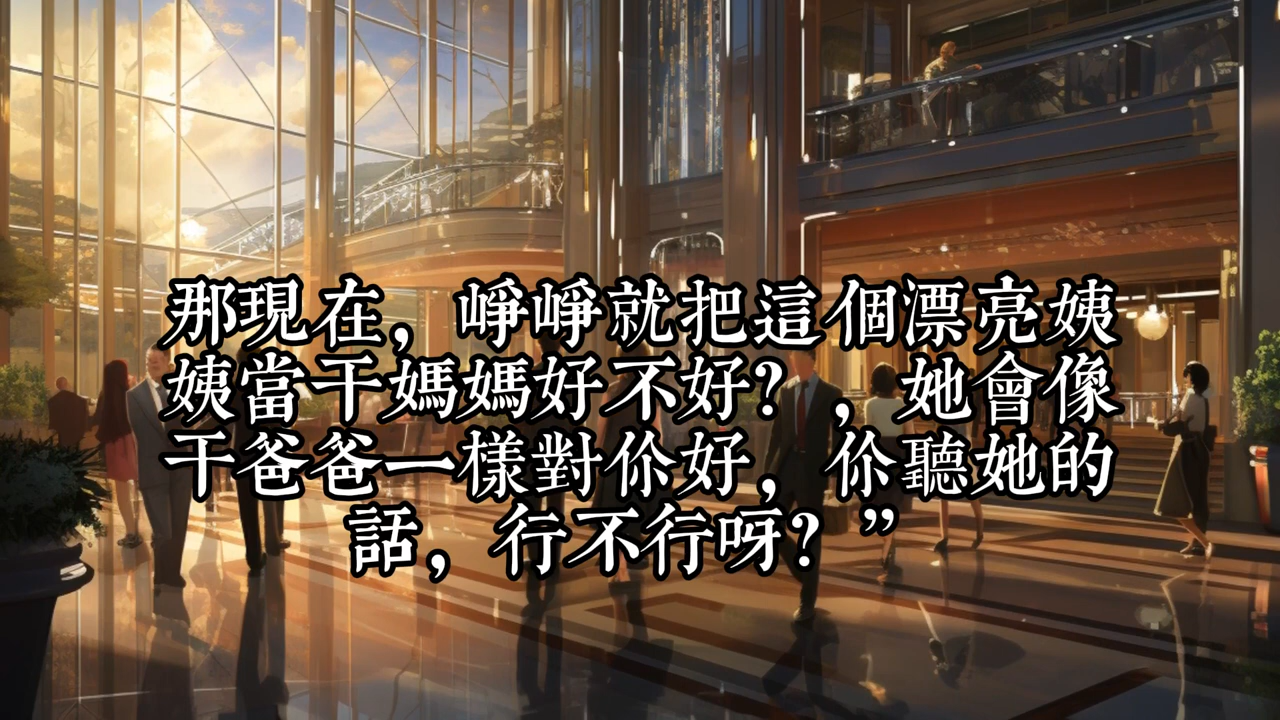 那現在，崢崢就把這個漂亮姨
姨當干媽媽好不好？，她會像
干爸爸一樣對你好，你聽她的
話，行不行呀？”